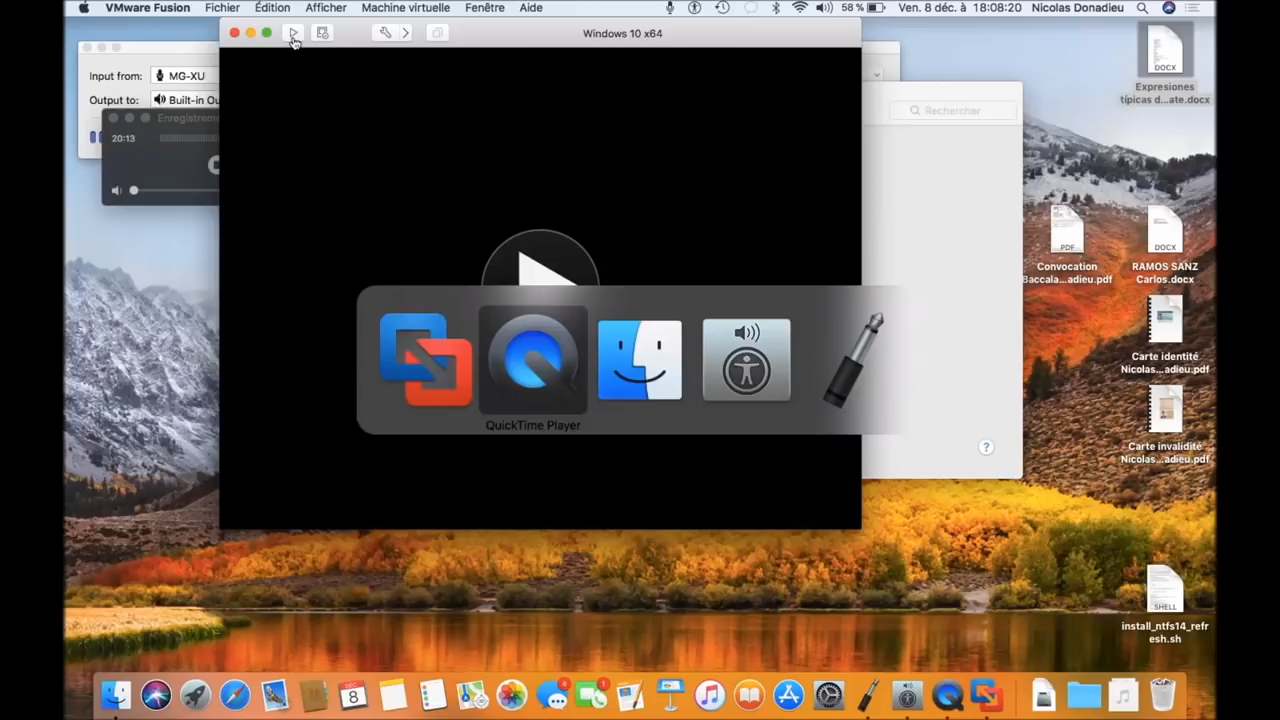 VMware Fusion Fichier Édition Afficher Machine virtuelle Fenêtre Aide 58 % Ven. 8 déc. à 18:08:20 Nicolas Donadieu
Windows 10 x64
Input from: MG-XU
Output to: Built-in Ou
Enregistreme
20:13
Rechercher
DOCX
Expresiones
típicas d...ate.docx
PDF
Convocation
Baccala...adieu.pdf
DOCX
RAMOS SANZ
Carlos.docx
Carte identité
Nicolas...adieu.pdf
Carte invalidité
Nicolas...adieu.pdf
QuickTime Player
?
SHELL
install_ntfs14_refr
esh.sh
8